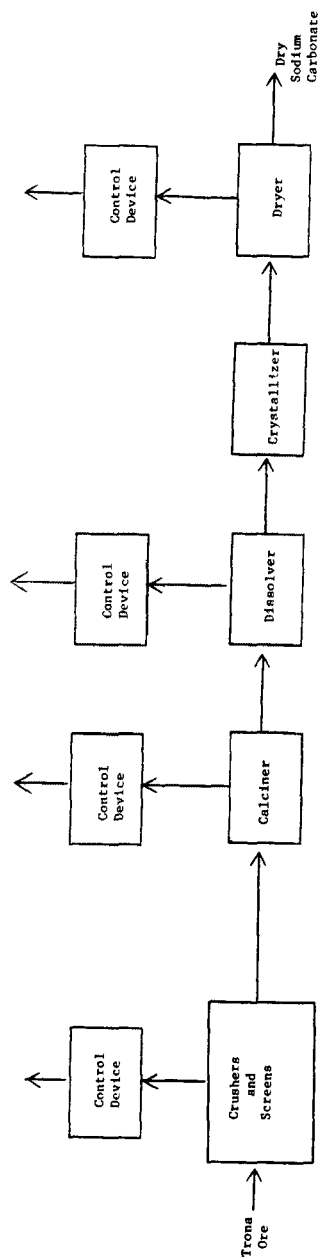 Trona
Ore
Crushers
and
Screens
Control
Device
Calciner
Control
Device
Dissolver
Control
Device
Crystallizer
Dryer
Control
Device
Dry
Sodium
Carbonate